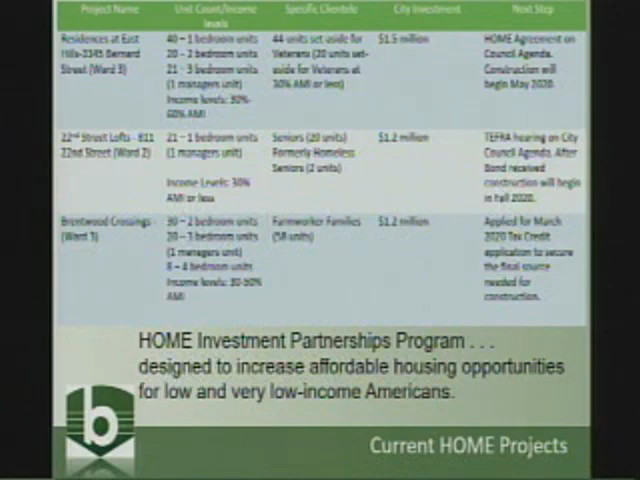 Project Name
Unit Count/Income
levels
Specific Clientele
City Investment
Next Step
Residences at East
Hills-3345 Bernard
Street (Ward 3)
40 – 1 bedroom units
20 – 2 bedroom units
21 - 3 bedroom units
(1 managers unit)
Income levels: 30%-
60% AMI
44 units set aside for
Veterans (20 units set-
aside for Veterans at
30% AMI or less)
$1.5 million
HOME Agreement on
Council Agenda.
Construction will
begin May 2020.
22nd Street Lofts - 811
22nd Street (Ward 2)
21 – 1 bedroom units
(1 managers unit)
Income Levels: 30%
AMI or less
Seniors (20 units)
Formerly Homeless
Seniors (2 units)
$1.2 million
TEFRA hearing on City
Council Agenda. After
Bond received
construction will begin
in fall 2020.
Brentwood Crossings -
(Ward 3)
30 – 2 bedroom units
20 – 3 bedroom units
(1 managers unit)
8 – 4 bedroom units
Income levels: 30-50%
AMI
Farmworker Families
(58 units)
$1.2 million
Applied for March
2020 Tax Credit
application to secure
the final source
needed for
construction.
HOME Investment Partnerships Program . . .
designed to increase affordable housing opportunities
for low and very low-income Americans.
b
Current HOME Projects